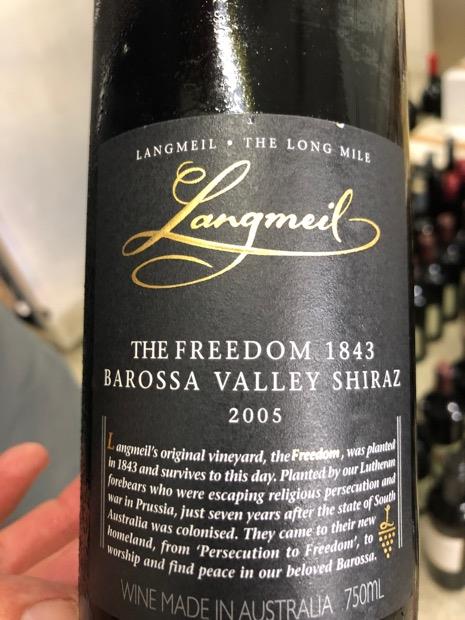 LANGMEIL • THE LONG MILE
Langmeil
THE FREEDOM 1843
BAROSSA VALLEY SHIRAZ
2005
Langmeil's original vineyard, the Freedom, was planted
in 1843 and survives to this day. Planted by our Lutheran
forebears who were escaping religious persecution and
war in Prussia, just seven years after the state of South
Australia was colonised. They came to their new
homeland, from 'Persecution to Freedom', to
worship and find peace in our beloved Barossa.
WINE MADE IN AUSTRALIA 750mL